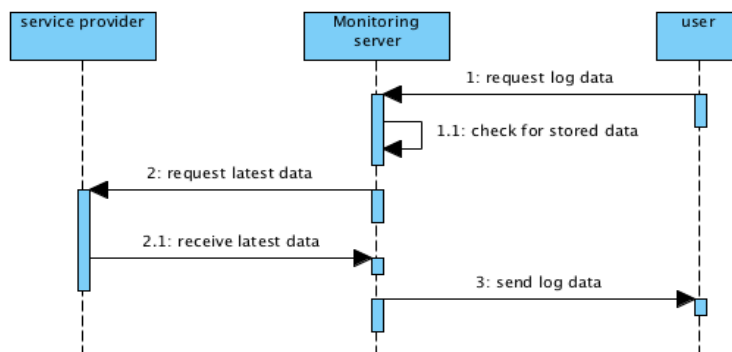 service provider
Monitoring
server
user
1: request log data
1.1: check for stored data
2: request latest data
2.1: receive latest data
3: send log data